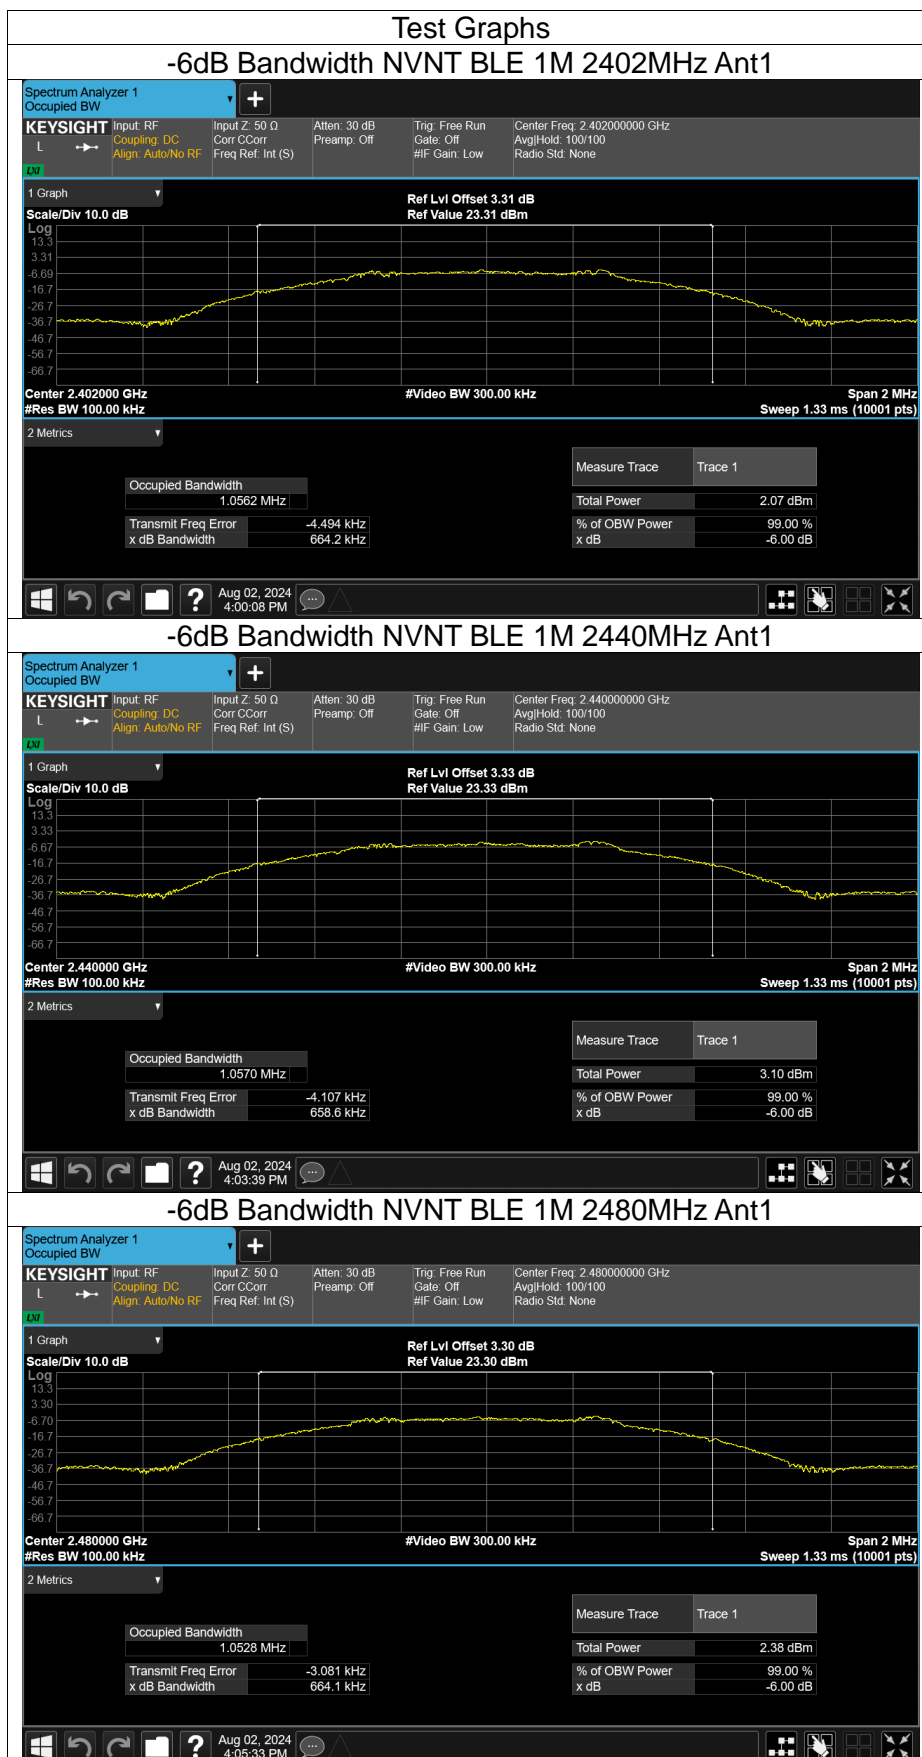 Test Graphs
-6dB Bandwidth NVNT BLE 1M 2402MHz Ant1
Spectrum Analyzer 1
Occupied BW
KEYSIGHT Input: RF Input Z: 50 Ω Atten: 30 dB Trig: Free Run Center Freq: 2.402000000 GHz
L Coupling: DC Corr CCorr Preamp: Off Gate: Off Avg|Hold: 100/100
Align: Auto/No RF Freq Ref: Int (S) #IF Gain: Low Radio Std: None
LXI
1 Graph
Ref Lvl Offset 3.31 dB
Scale/Div 10.0 dB Ref Value 23.31 dBm
Log
13.3
3.31
-6.69
-16.7
-26.7
-36.7
-46.7
-56.7
-66.7
Center 2.402000 GHz #Video BW 300.00 kHz Span 2 MHz
#Res BW 100.00 kHz Sweep 1.33 ms (10001 pts)
2 Metrics
Measure Trace Trace 1
Occupied Bandwidth
1.0562 MHz Total Power 2.07 dBm
Transmit Freq Error -4.494 kHz % of OBW Power 99.00 %
x dB Bandwidth 664.2 kHz x dB -6.00 dB
Aug 02, 2024
4:00:08 PM
-6dB Bandwidth NVNT BLE 1M 2440MHz Ant1
Spectrum Analyzer 1
Occupied BW
KEYSIGHT Input: RF Input Z: 50 Ω Atten: 30 dB Trig: Free Run Center Freq: 2.440000000 GHz
L Coupling: DC Corr CCorr Preamp: Off Gate: Off Avg|Hold: 100/100
Align: Auto/No RF Freq Ref: Int (S) #IF Gain: Low Radio Std: None
LXI
1 Graph
Ref Lvl Offset 3.33 dB
Scale/Div 10.0 dB Ref Value 23.33 dBm
Log
13.3
3.33
-6.67
-16.7
-26.7
-36.7
-46.7
-56.7
-66.7
Center 2.440000 GHz #Video BW 300.00 kHz Span 2 MHz
#Res BW 100.00 kHz Sweep 1.33 ms (10001 pts)
2 Metrics
Measure Trace Trace 1
Occupied Bandwidth
1.0570 MHz Total Power 3.10 dBm
Transmit Freq Error -4.107 kHz % of OBW Power 99.00 %
x dB Bandwidth 658.6 kHz x dB -6.00 dB
Aug 02, 2024
4:03:39 PM
-6dB Bandwidth NVNT BLE 1M 2480MHz Ant1
Spectrum Analyzer 1
Occupied BW
KEYSIGHT Input: RF Input Z: 50 Ω Atten: 30 dB Trig: Free Run Center Freq: 2.480000000 GHz
L Coupling: DC Corr CCorr Preamp: Off Gate: Off Avg|Hold: 100/100
Align: Auto/No RF Freq Ref: Int (S) #IF Gain: Low Radio Std: None
LXI
1 Graph
Ref Lvl Offset 3.30 dB
Scale/Div 10.0 dB Ref Value 23.30 dBm
Log
13.3
3.30
-6.70
-16.7
-26.7
-36.7
-46.7
-56.7
-66.7
Center 2.480000 GHz #Video BW 300.00 kHz Span 2 MHz
#Res BW 100.00 kHz Sweep 1.33 ms (10001 pts)
2 Metrics
Measure Trace Trace 1
Occupied Bandwidth
1.0528 MHz Total Power 2.38 dBm
Transmit Freq Error -3.081 kHz % of OBW Power 99.00 %
x dB Bandwidth 664.1 kHz x dB -6.00 dB
Aug 02, 2024
4:05:33 PM